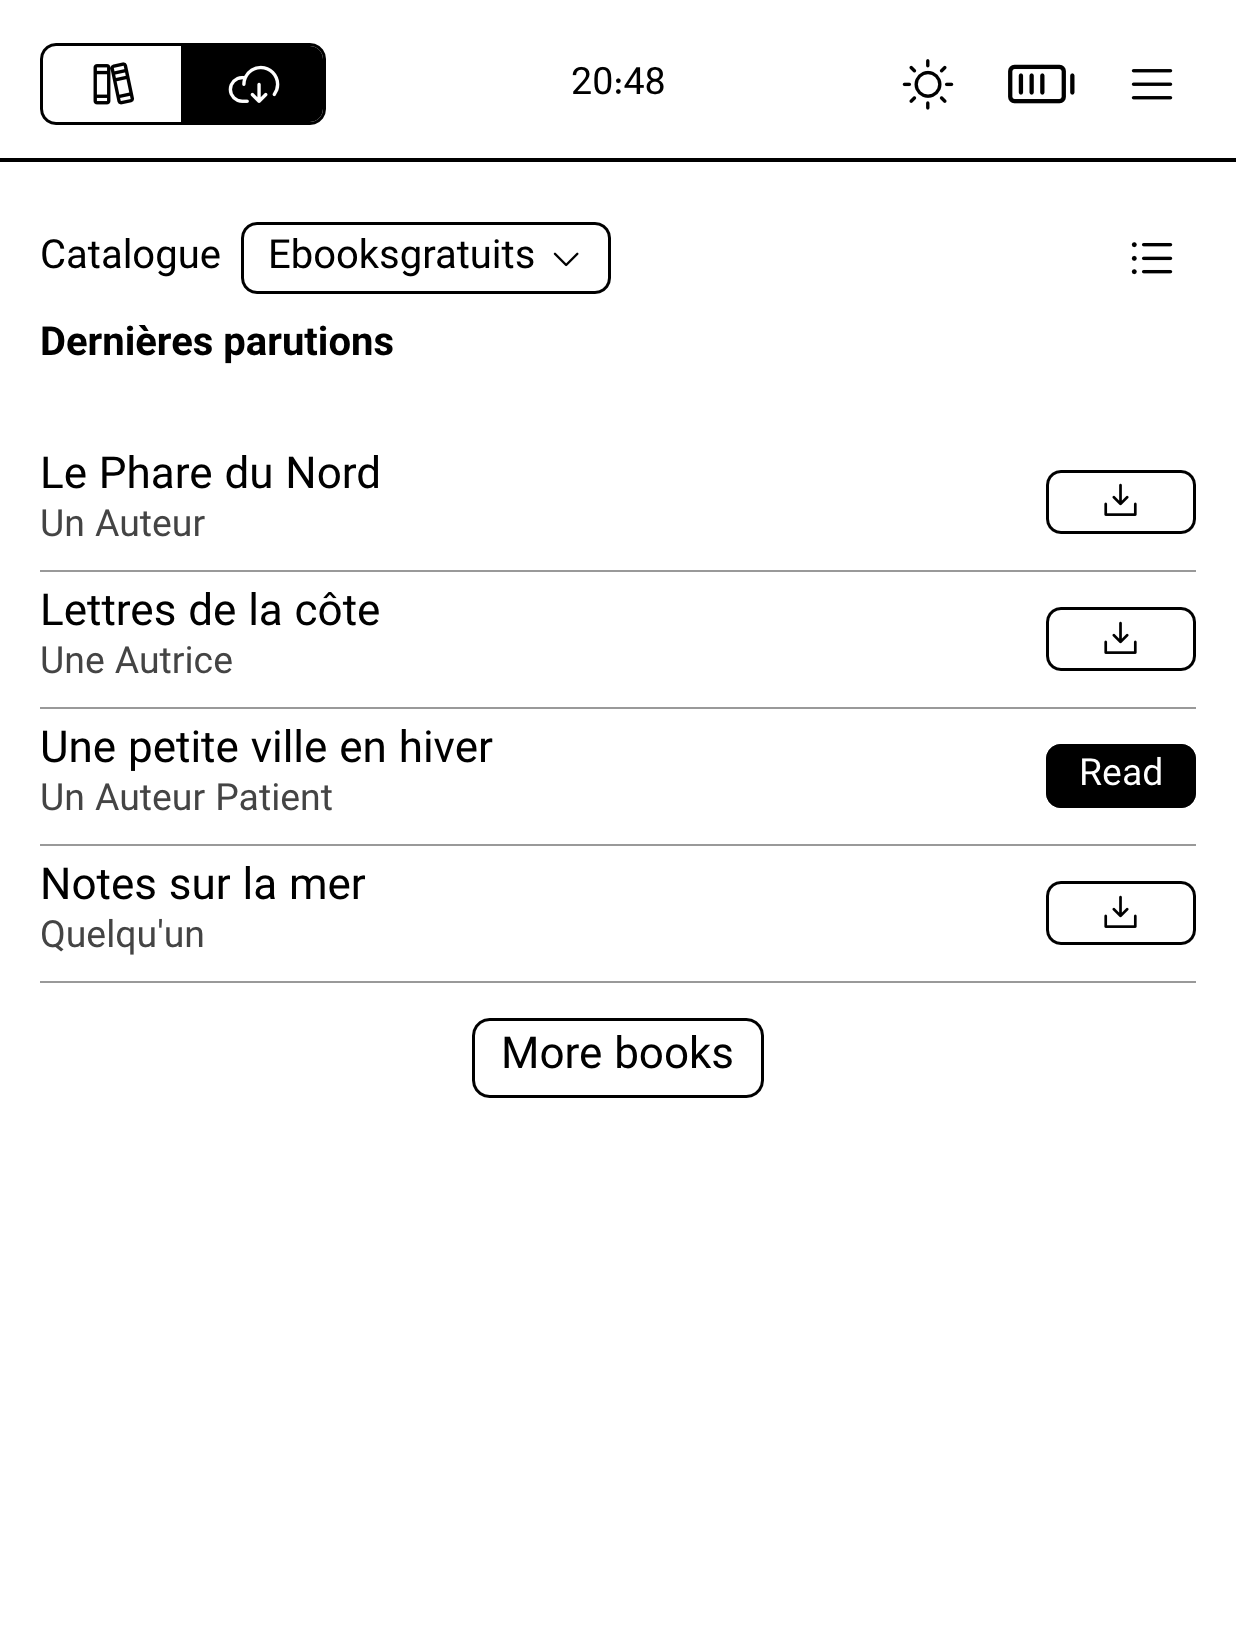 20:48
Catalogue Ebooksgratuits
Dernières parutions
Le Phare du Nord
Un Auteur
Lettres de la côte
Une Autrice
Une petite ville en hiver
Un Auteur Patient
Read
Notes sur la mer
Quelqu'un
More books